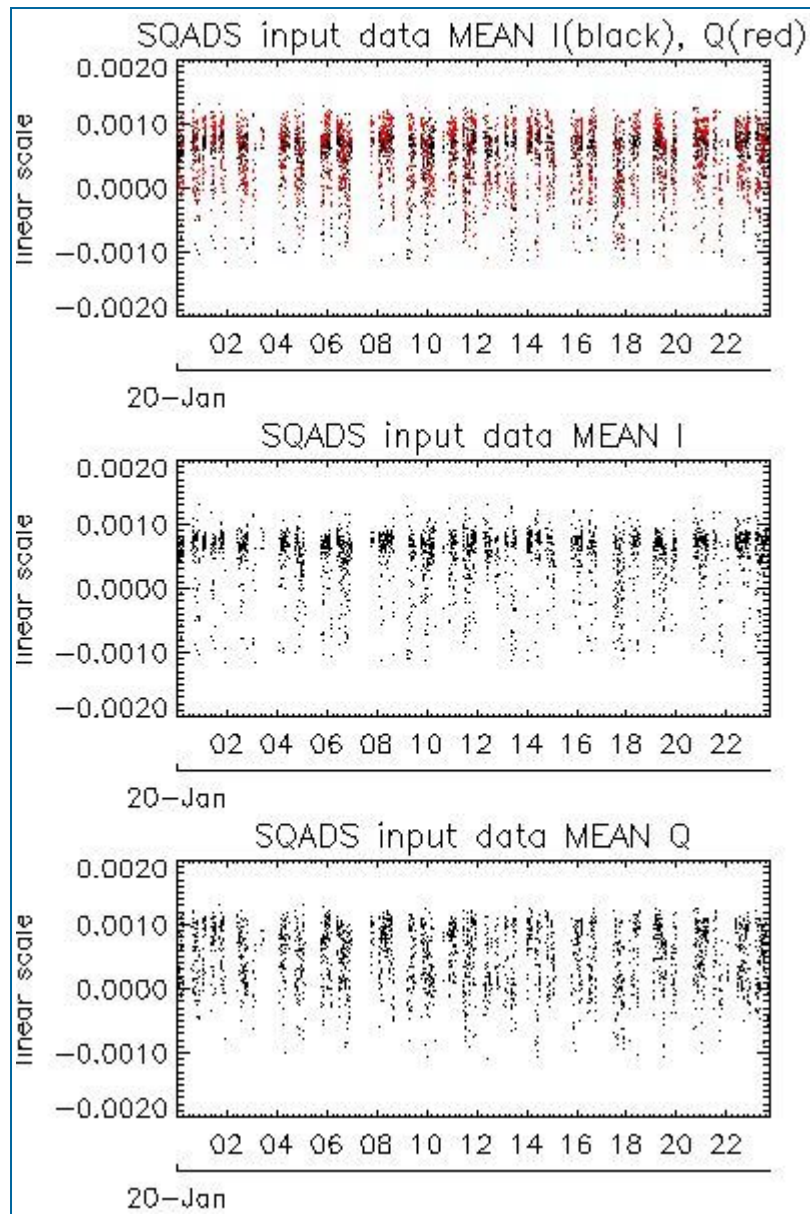 SQADS input data MEAN I(black), Q(red)
0.0020
0.0010
0.0000
−0.0010
−0.0020
linear scale
02 04 06 08 10 12 14 16 18 20 22
20-Jan
SQADS input data MEAN I
0.0020
0.0010
0.0000
−0.0010
−0.0020
linear scale
02 04 06 08 10 12 14 16 18 20 22
20-Jan
SQADS input data MEAN Q
0.0020
0.0010
0.0000
−0.0010
−0.0020
linear scale
02 04 06 08 10 12 14 16 18 20 22
20-Jan